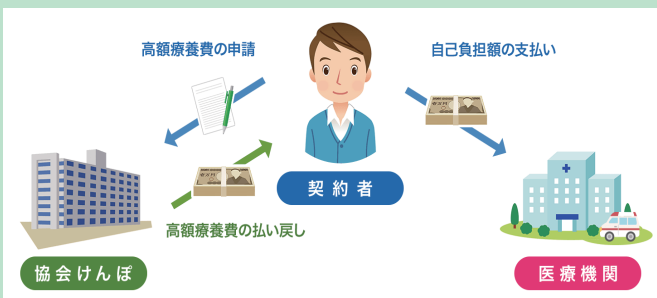 高額療養費の申請
自己負担額の支払い
契約者
高額療養費の払い戻し
協会けんぽ
医療機関